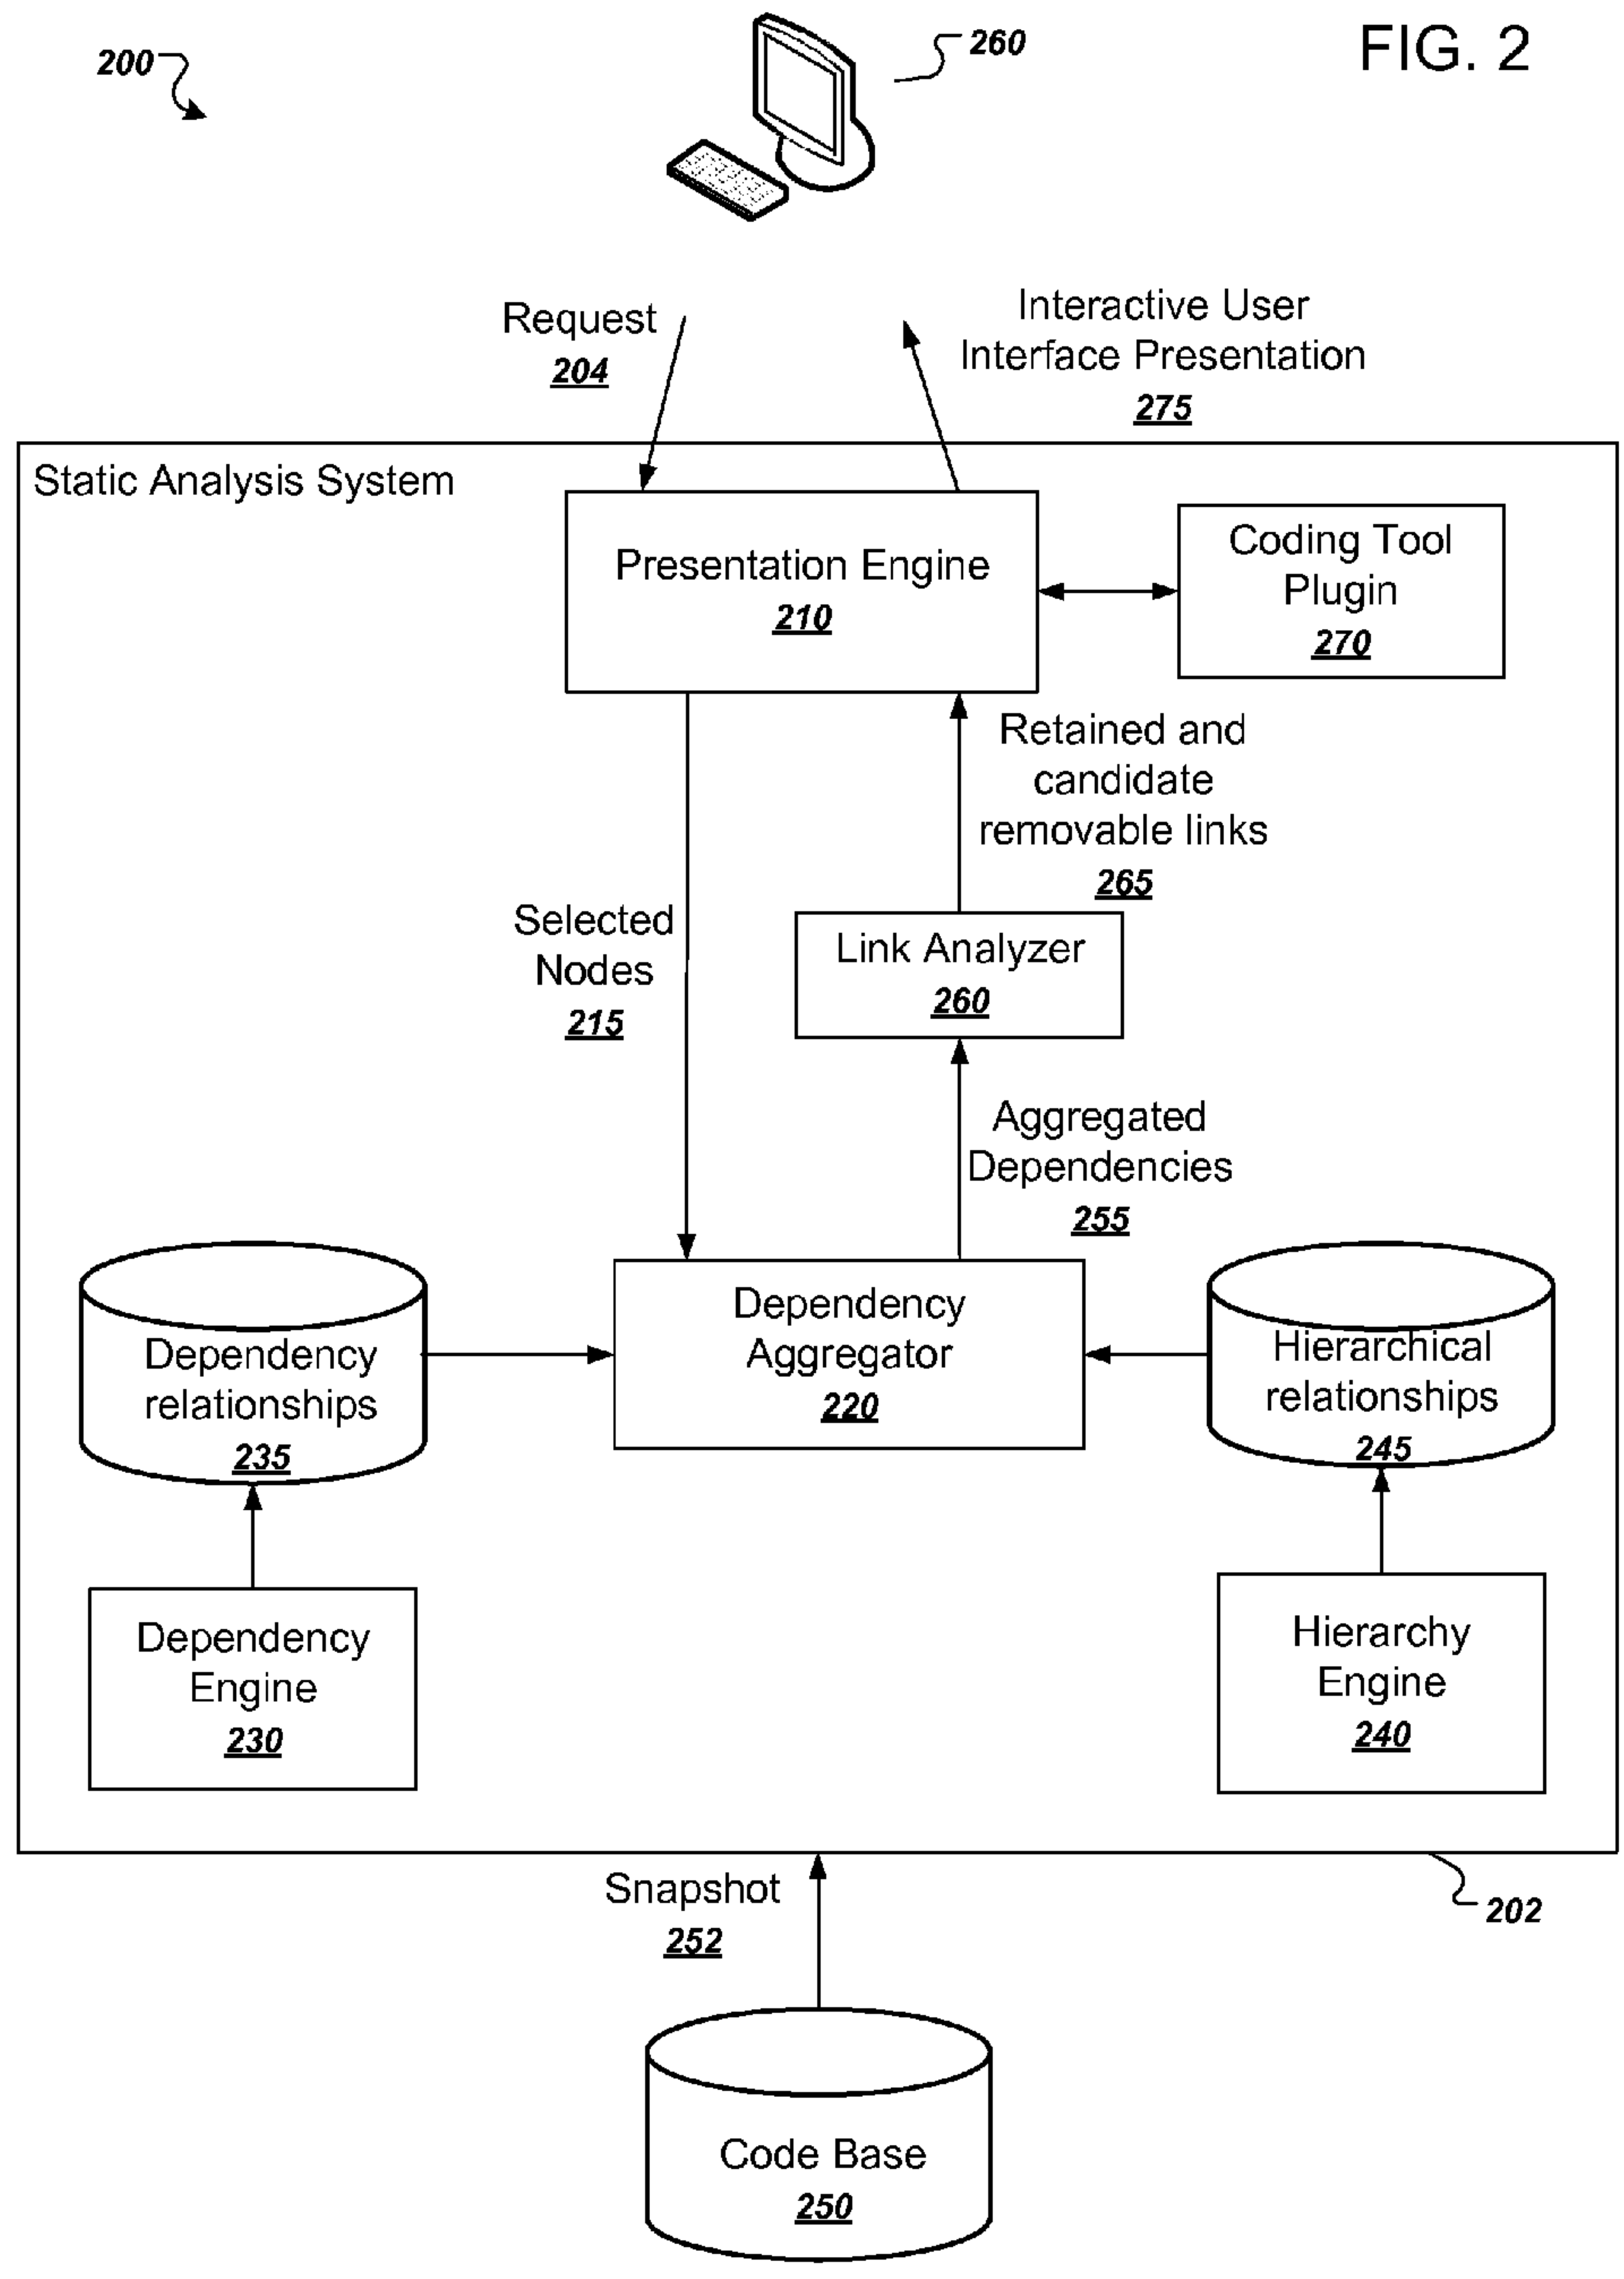 FIG. 2
200
260
Request
204
Interactive User
Interface Presentation
275
Static Analysis System
Presentation Engine
210
Coding Tool
Plugin
270
Retained and
candidate
removable links
265
Selected
Nodes
215
Link Analyzer
260
Aggregated
Dependencies
255
Dependency
relationships
235
Dependency
Aggregator
220
Hierarchical
relationships
245
Dependency
Engine
230
Hierarchy
Engine
240
Snapshot
252
202
Code Base
250